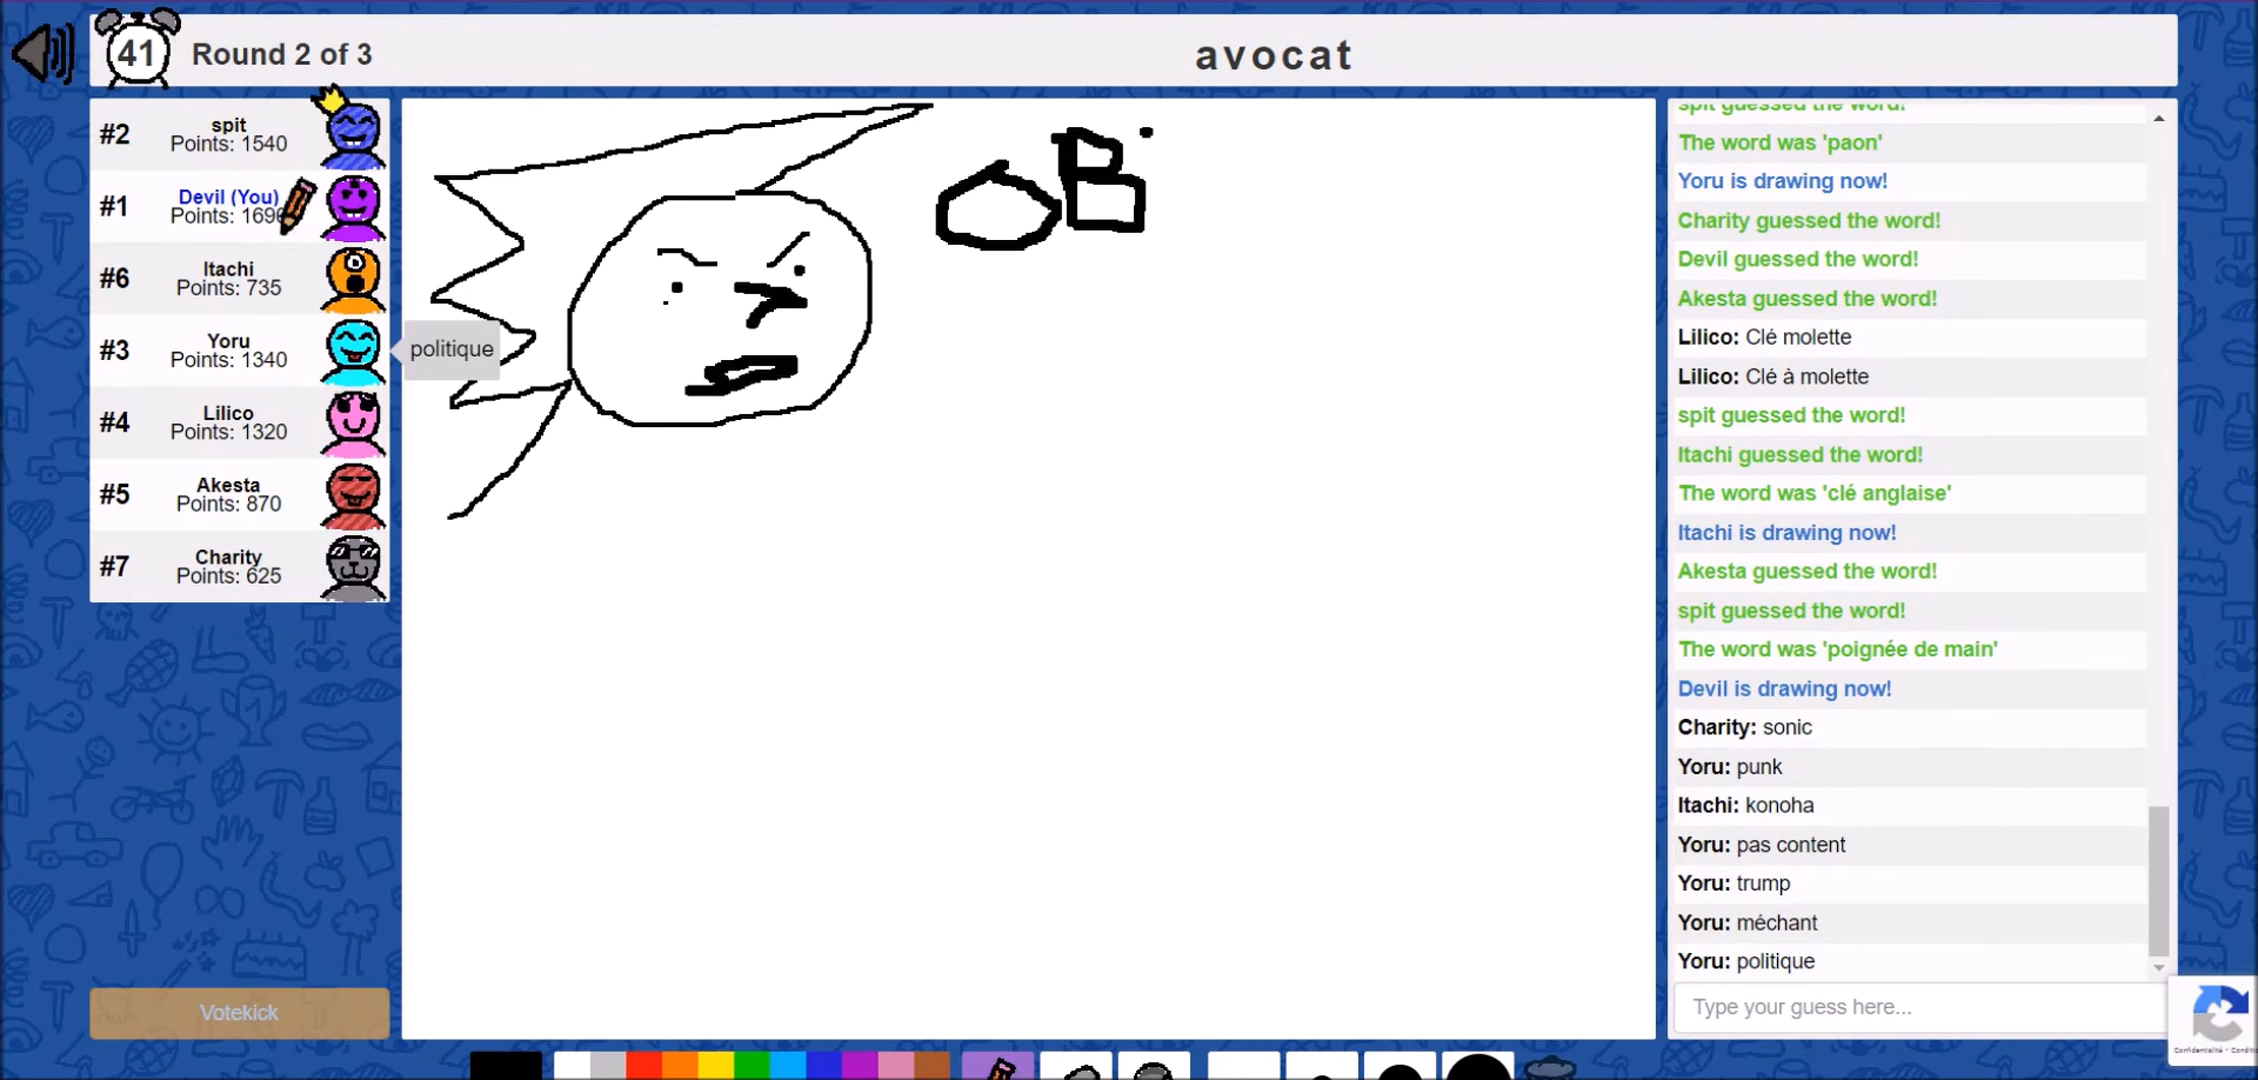 41
Round 2 of 3
avocat
#2
spit
Points: 1540
#1
Devil (You)
Points: 1690
#6
Itachi
Points: 735
#3
Yoru
Points: 1340
politique
#4
Lilico
Points: 1320
#5
Akesta
Points: 870
#7
Charity
Points: 625
Votekick
OB
spit guessed the word!
The word was 'paon'
Yoru is drawing now!
Charity guessed the word!
Devil guessed the word!
Akesta guessed the word!
Lilico: Clé molette
Lilico: Clé à molette
spit guessed the word!
Itachi guessed the word!
The word was 'clé anglaise'
Itachi is drawing now!
Akesta guessed the word!
spit guessed the word!
The word was 'poignée de main'
Devil is drawing now!
Charity: sonic
Yoru: punk
Itachi: konoha
Yoru: pas content
Yoru: trump
Yoru: méchant
Yoru: politique
Type your guess here...